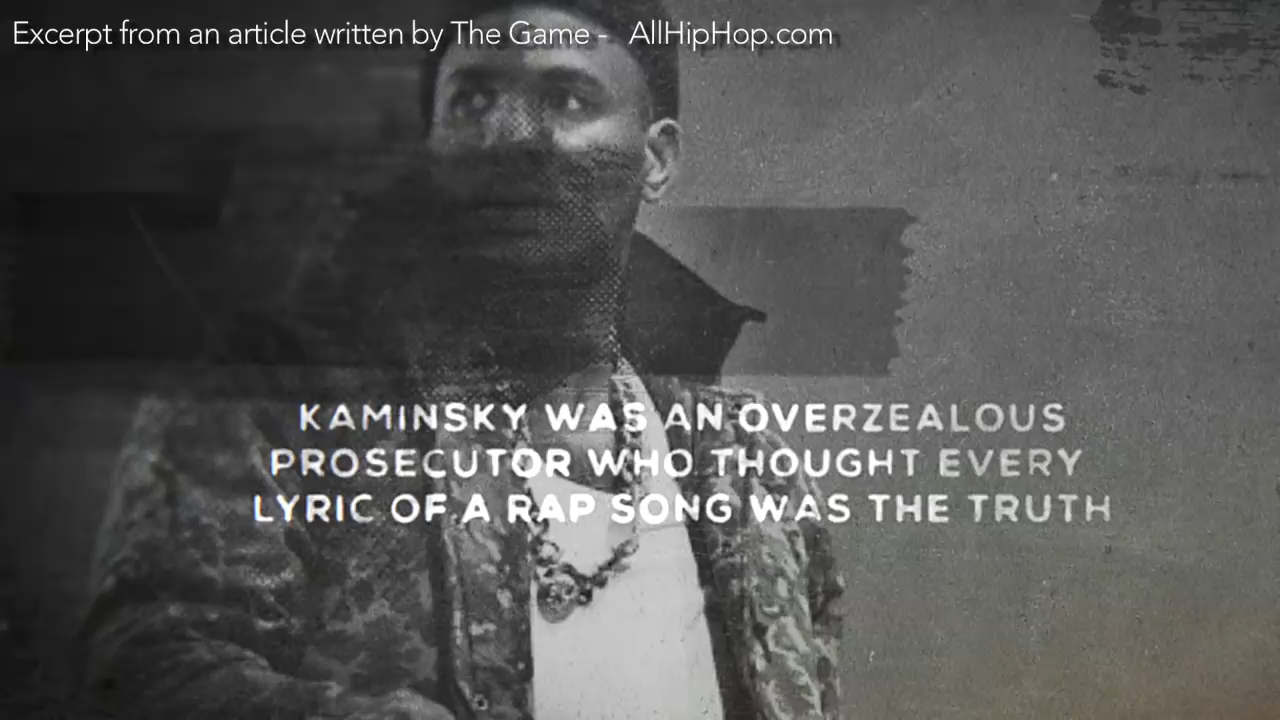 Excerpt from an article written by The Game - AllHipHop.com
KAMINSKY WAS AN OVERZEALOUS
PROSECUTOR WHO THOUGHT EVERY
LYRIC OF A RAP SONG WAS THE TRUTH